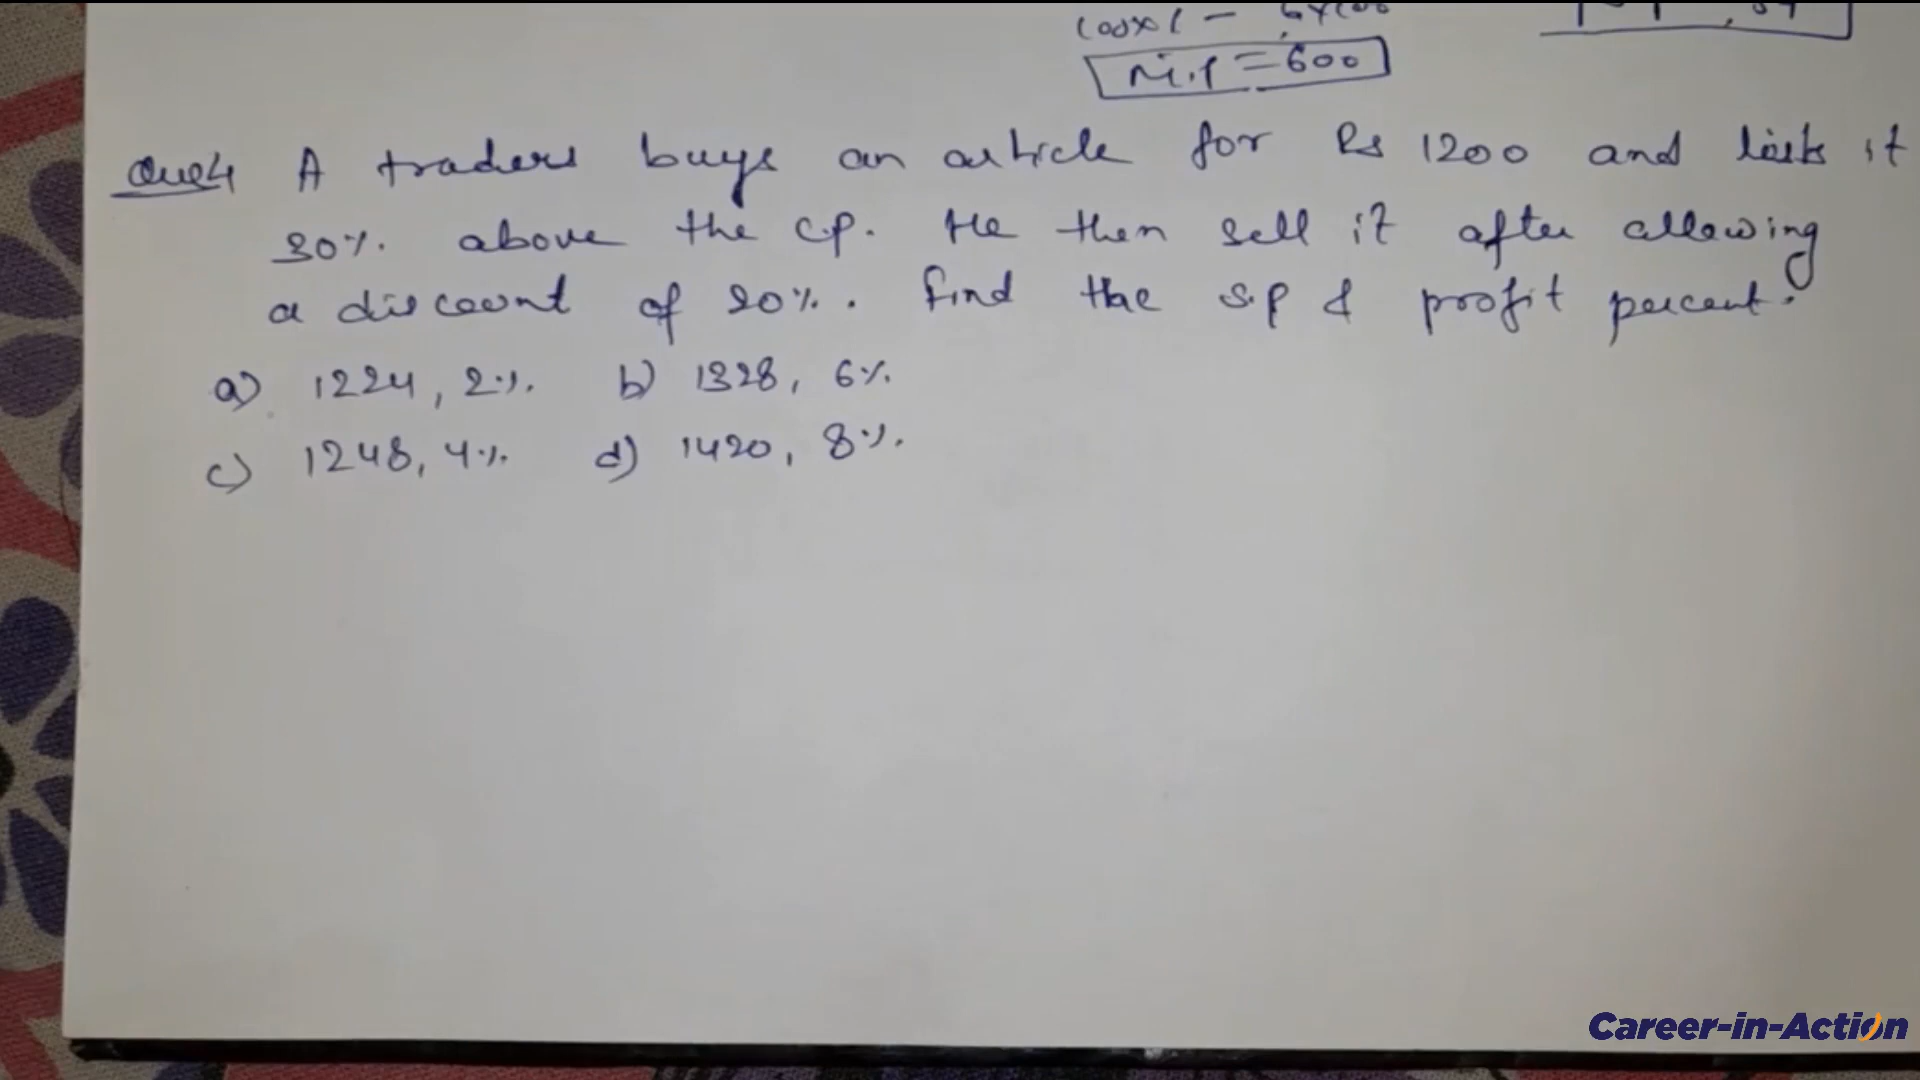 M.P = 600
Que4 A traders buys an article for Rs 1200 and lists it
30%. above the C.P. He then sell it after allowing
a discount of 20%. Find the S.P & profit percent.
a) 1224, 2%. b) 1328, 6%.
c) 1248, 4%. d) 1420, 8%.
Career-in-Action